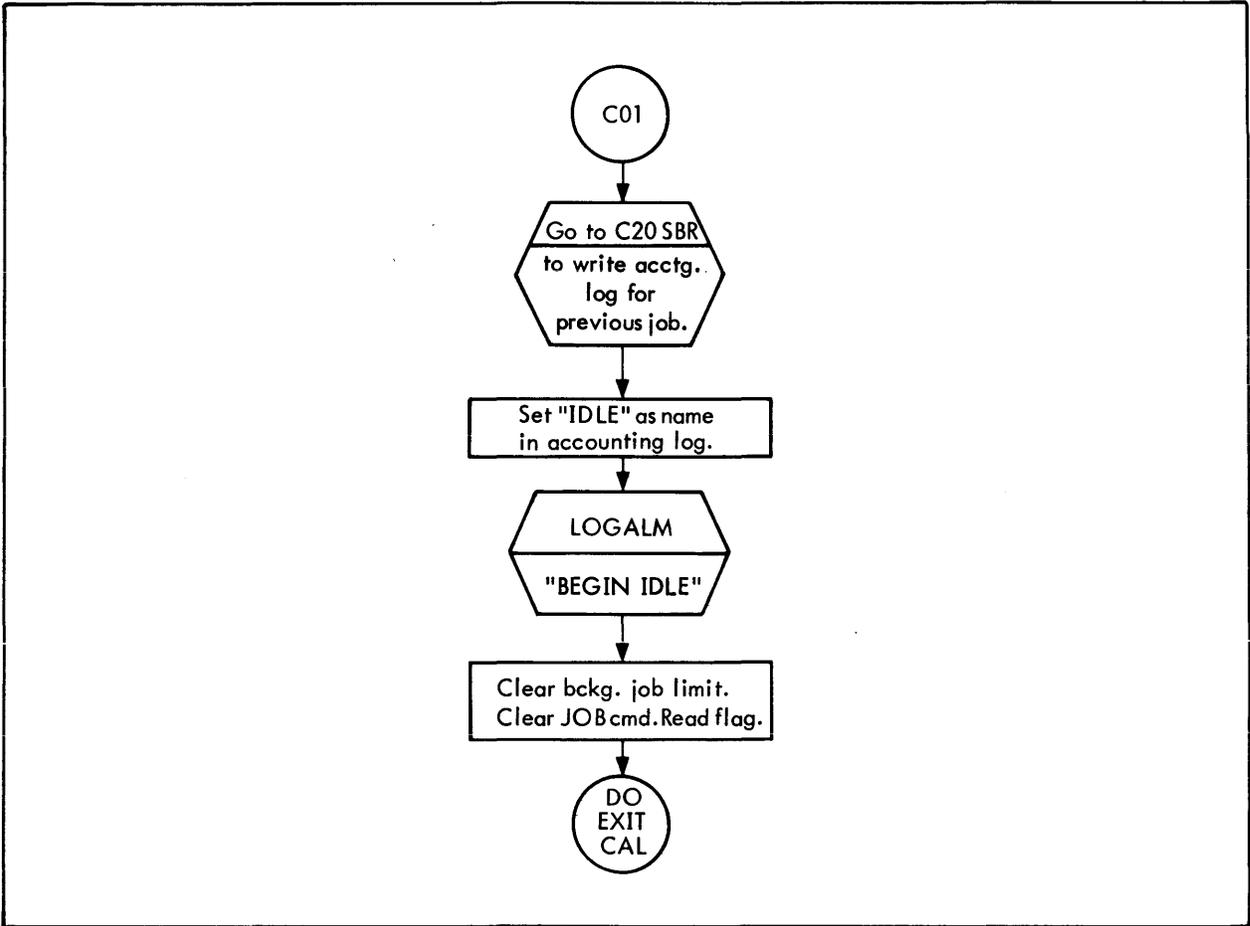 C01
Go to C20 SBR
to write acctg.
log for
previous job.
Set "IDLE" as name
in accounting log.
LOGALM
"BEGIN IDLE"
Clear bckg. job limit.
Clear JOB cmd. Read flag.
DO
EXIT
CAL